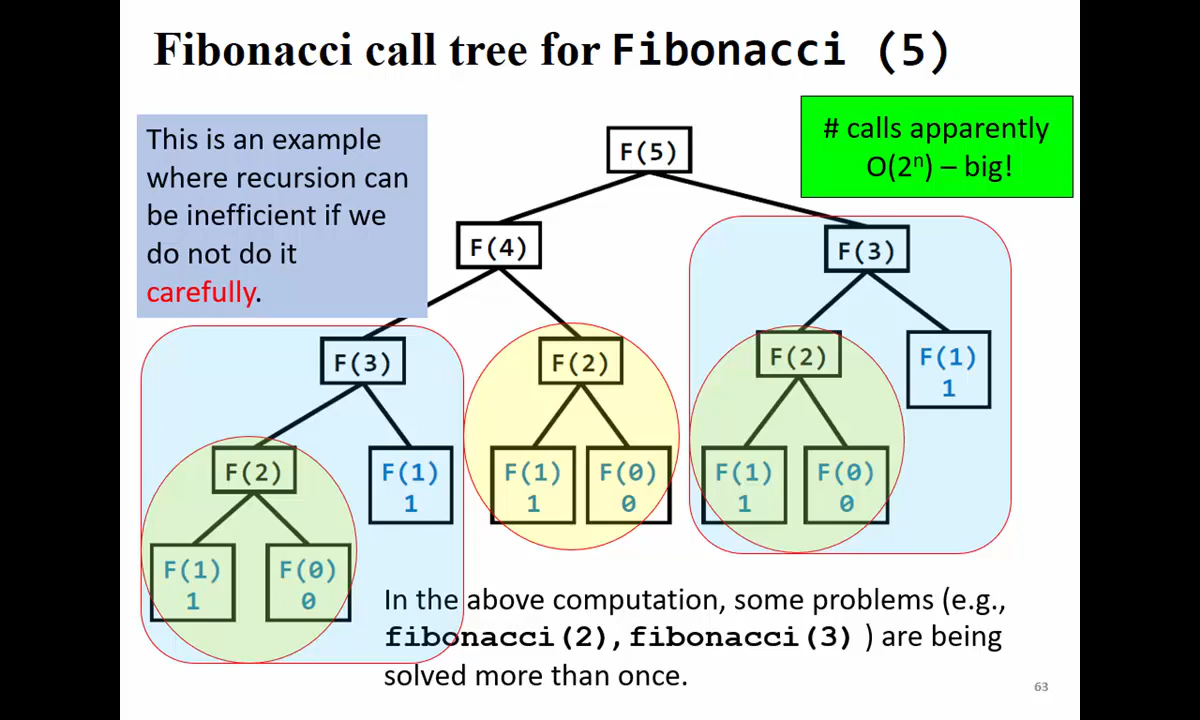 Fibonacci call tree for Fibonacci (5)
This is an example
where recursion can
be inefficient if we
do not do it
carefully.
# calls apparently
O(2ⁿ) – big!
F(5)
F(4)
F(3)
F(3)
F(2)
F(2)
F(1)
1
F(2)
F(1)
1
F(1)
1
F(0)
0
F(1)
1
F(0)
0
F(1)
1
F(0)
0
In the above computation, some problems (e.g.,
fibonacci(2), fibonacci(3) ) are being
solved more than once.
63